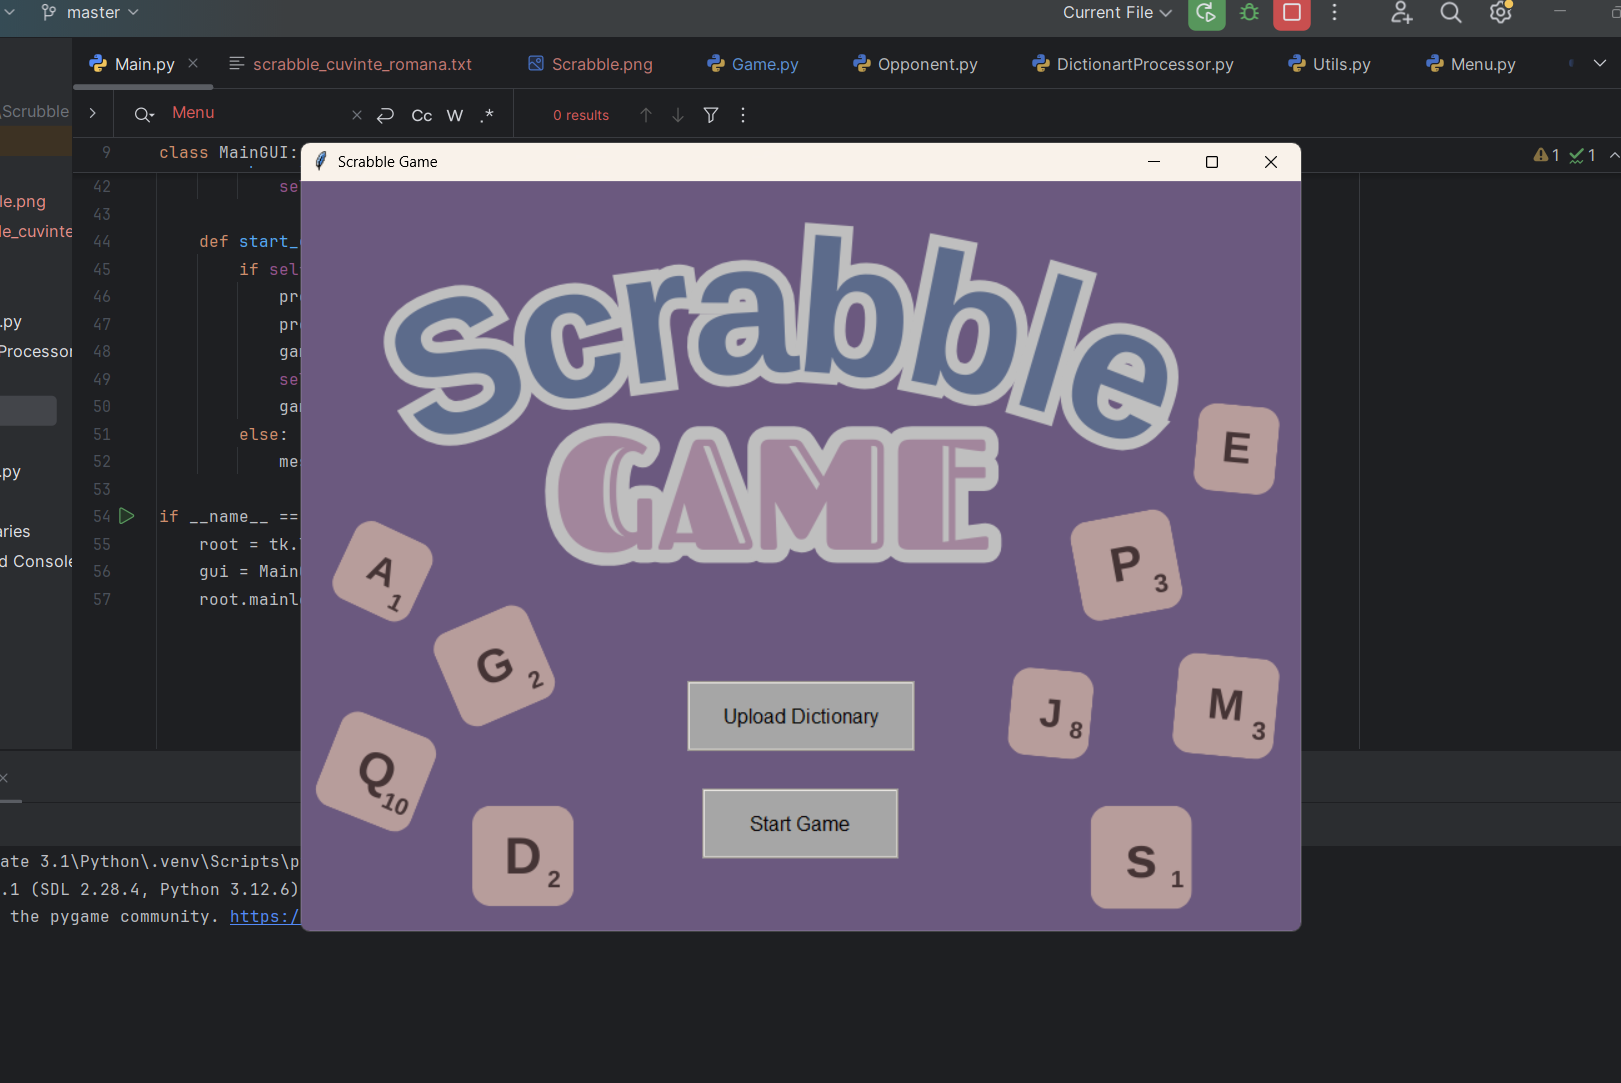 master
Current File
Main.py
scrabble_cuvinte_romana.txt
Scrabble.png
Game.py
Opponent.py
DictionartProcessor.py
Utils.py
Menu.py
\Scrubble
Menu
Cc
W
.*
0 results
9 class MainGUI:
1 1
Scrabble Game
42 se
43
le.png
le_cuvinte
44 def start_
45 if sel
46 pr
47 pr
.py
48 ga
Processor
49 se
50 ga
51 else:
52 me
.py
53
54 if __name__ ==
aries
55 root = tk.
d Console
56 gui = Main
57 root.mainl
Scrabble
GAME
E
P 3
A 1
G 2
J 8
M 3
Q 10
D 2
S 1
Upload Dictionary
Start Game
ate 3.1\Python\.venv\Scripts\p
.1 (SDL 2.28.4, Python 3.12.6)
the pygame community. https:/